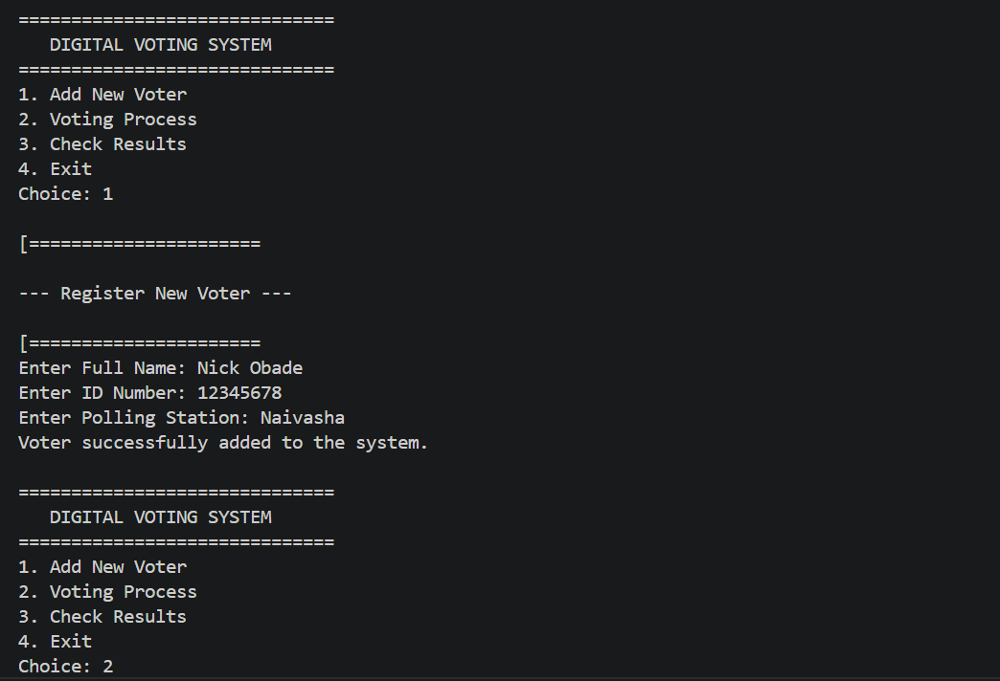 ==============================
   DIGITAL VOTING SYSTEM
==============================
1. Add New Voter
2. Voting Process
3. Check Results
4. Exit
Choice: 1

[======================

--- Register New Voter ---

[======================
Enter Full Name: Nick Obade
Enter ID Number: 12345678
Enter Polling Station: Naivasha
Voter successfully added to the system.

==============================
   DIGITAL VOTING SYSTEM
==============================
1. Add New Voter
2. Voting Process
3. Check Results
4. Exit
Choice: 2